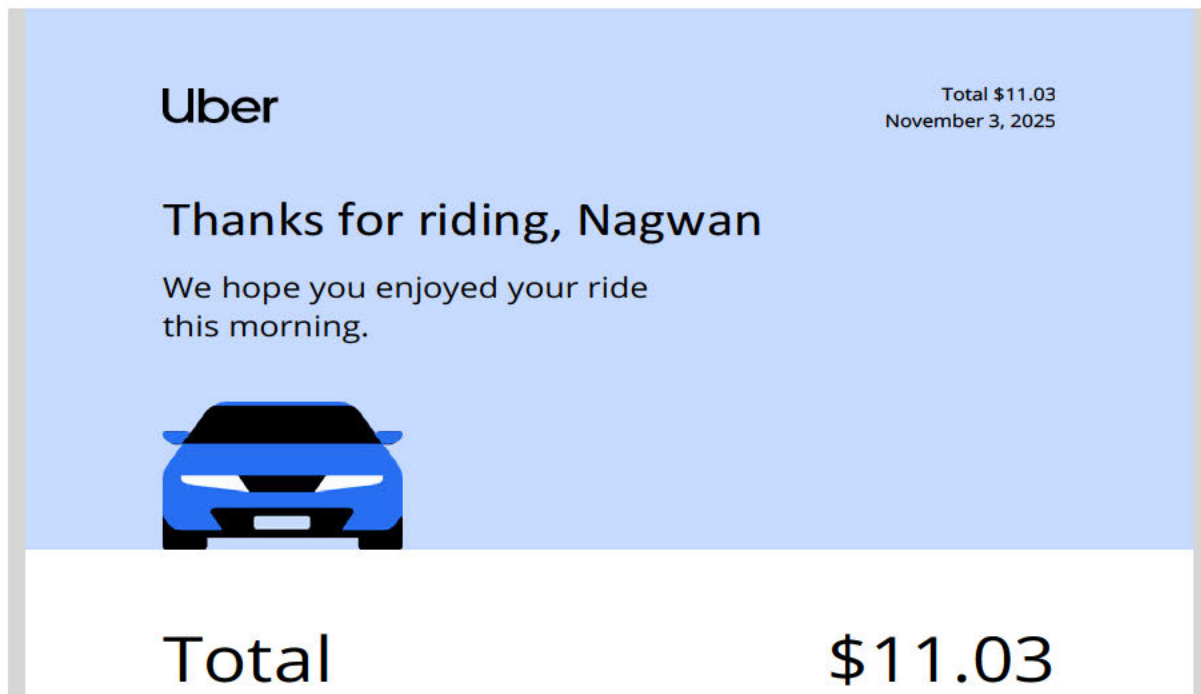 Uber
Total $11.03
November 3, 2025
Thanks for riding, Nagwan
We hope you enjoyed your ride
this morning.
Total $11.03